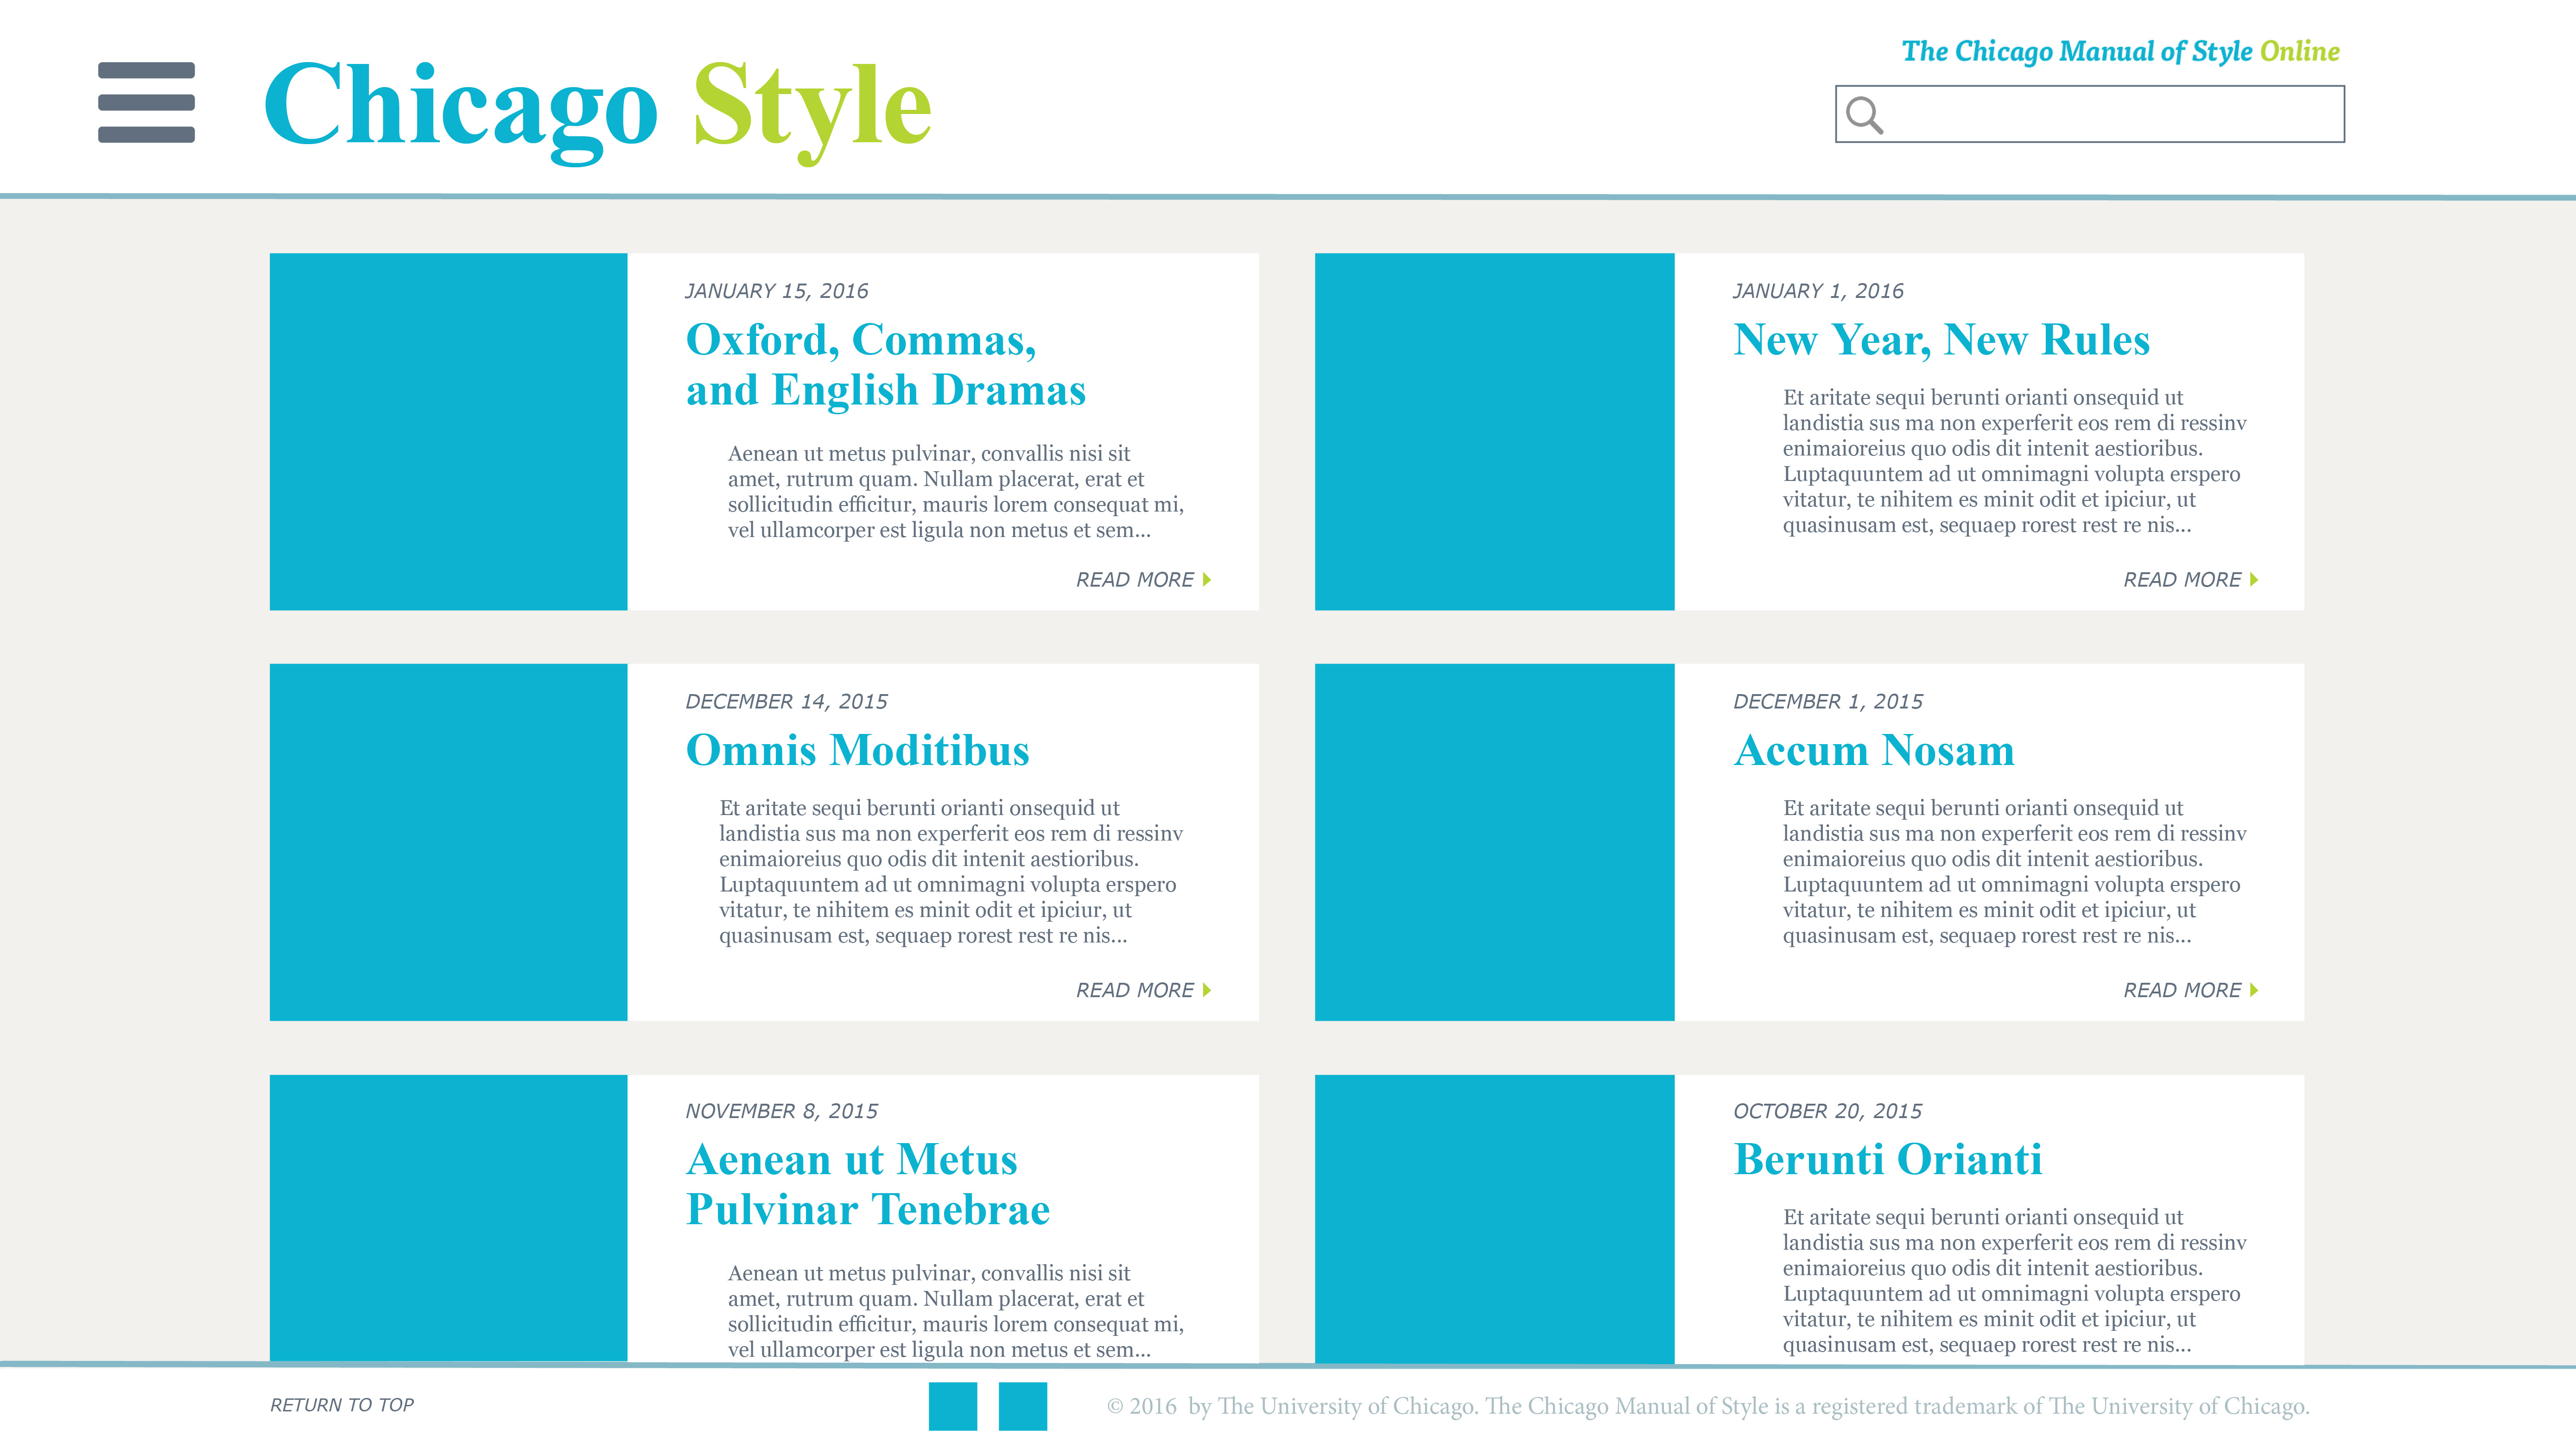 Chicago Style
The Chicago Manual of Style Online
JANUARY 15, 2016
Oxford, Commas,
and English Dramas
Aenean ut metus pulvinar, convallis nisi sit
amet, rutrum quam. Nullam placerat, erat et
sollicitudin efficitur, mauris lorem consequat mi,
vel ullamcorper est ligula non metus et sem...
READ MORE
JANUARY 1, 2016
New Year, New Rules
Et aritate sequi berunti orianti onsequid ut
landistia sus ma non experferit eos rem di ressinv
enimaioreius quo odis dit intenit aestioribus.
Luptaquuntem ad ut omnimagni volupta erspero
vitatur, te nihitem es minit odit et ipiciur, ut
quasinusam est, sequaep rorest rest re nis...
READ MORE
DECEMBER 14, 2015
Omnis Moditibus
Et aritate sequi berunti orianti onsequid ut
landistia sus ma non experferit eos rem di ressinv
enimaioreius quo odis dit intenit aestioribus.
Luptaquuntem ad ut omnimagni volupta erspero
vitatur, te nihitem es minit odit et ipiciur, ut
quasinusam est, sequaep rorest rest re nis...
READ MORE
DECEMBER 1, 2015
Accum Nosam
Et aritate sequi berunti orianti onsequid ut
landistia sus ma non experferit eos rem di ressinv
enimaioreius quo odis dit intenit aestioribus.
Luptaquuntem ad ut omnimagni volupta erspero
vitatur, te nihitem es minit odit et ipiciur, ut
quasinusam est, sequaep rorest rest re nis...
READ MORE
NOVEMBER 8, 2015
Aenean ut Metus
Pulvinar Tenebrae
Aenean ut metus pulvinar, convallis nisi sit
amet, rutrum quam. Nullam placerat, erat et
sollicitudin efficitur, mauris lorem consequat mi,
vel ullamcorper est ligula non metus et sem...
OCTOBER 20, 2015
Berunti Orianti
Et aritate sequi berunti orianti onsequid ut
landistia sus ma non experferit eos rem di ressinv
enimaioreius quo odis dit intenit aestioribus.
Luptaquuntem ad ut omnimagni volupta erspero
vitatur, te nihitem es minit odit et ipiciur, ut
quasinusam est, sequaep rorest rest re nis...
RETURN TO TOP
© 2016 by The University of Chicago. The Chicago Manual of Style is a registered trademark of The University of Chicago.